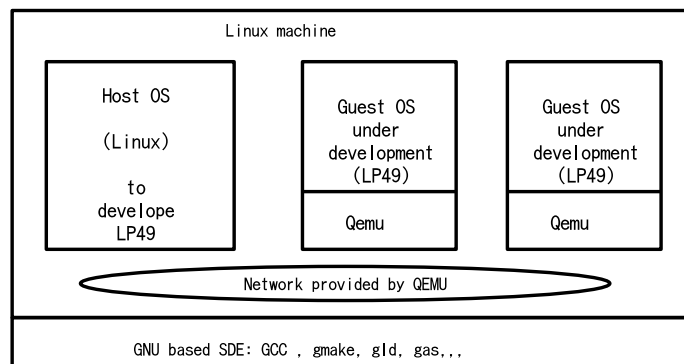 Linux machine
Host OS
(Linux)
to
develope
LP49
Guest OS
under
development
(LP49)
Qemu
Guest OS
under
development
(LP49)
Qemu
Network provided by QEMU
GNU based SDE: GCC , gmake, gld, gas,,,